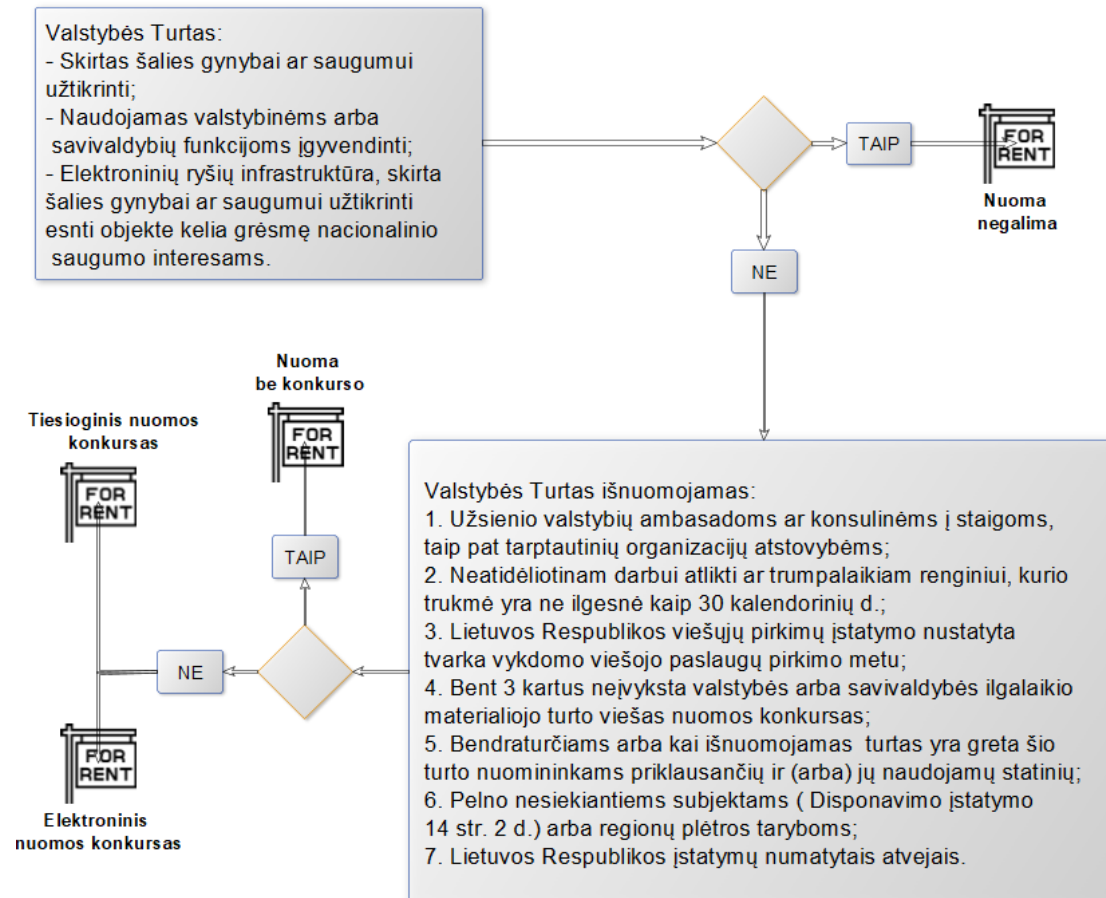 Valstybės Turtas:
- Skirtas šalies gynybai ar saugumui
užtikrinti;
- Naudojamas valstybinėms arba
savivaldybių funkcijoms įgyvendinti;
- Elektroninių ryšių infrastruktūra, skirta
šalies gynybai ar saugumui užtikrinti
esnti objekte kelia grėsmę nacionalinio
saugumo interesams.
TAIP
FOR
RENT
Nuoma
negalima
NE
Nuoma
be konkurso
FOR
RENT
Tiesioginis nuomos
konkursas
FOR
RENT
TAIP
NE
FOR
RENT
Elektroninis
nuomos konkursas
Valstybės Turtas išnuomojamas:
1. Užsienio valstybių ambasadoms ar konsulinėms į staigoms,
taip pat tarptautinių organizacijų atstovybėms;
2. Neatidėliotinam darbui atlikti ar trumpalaikiam renginiui, kurio
trukmė yra ne ilgesnė kaip 30 kalendorinių d.;
3. Lietuvos Respublikos viešųjų pirkimų įstatymo nustatyta
tvarka vykdomo viešojo paslaugų pirkimo metu;
4. Bent 3 kartus neįvyksta valstybės arba savivaldybės ilgalaikio
materialiojo turto viešas nuomos konkursas;
5. Bendraturčiams arba kai išnuomojamas turtas yra greta šio
turto nuomininkams priklausančių ir (arba) jų naudojamų statinių;
6. Pelno nesiekiantiems subjektams ( Disponavimo įstatymo
14 str. 2 d.) arba regionų plėtros taryboms;
7. Lietuvos Respublikos įstatymų numatytais atvejais.